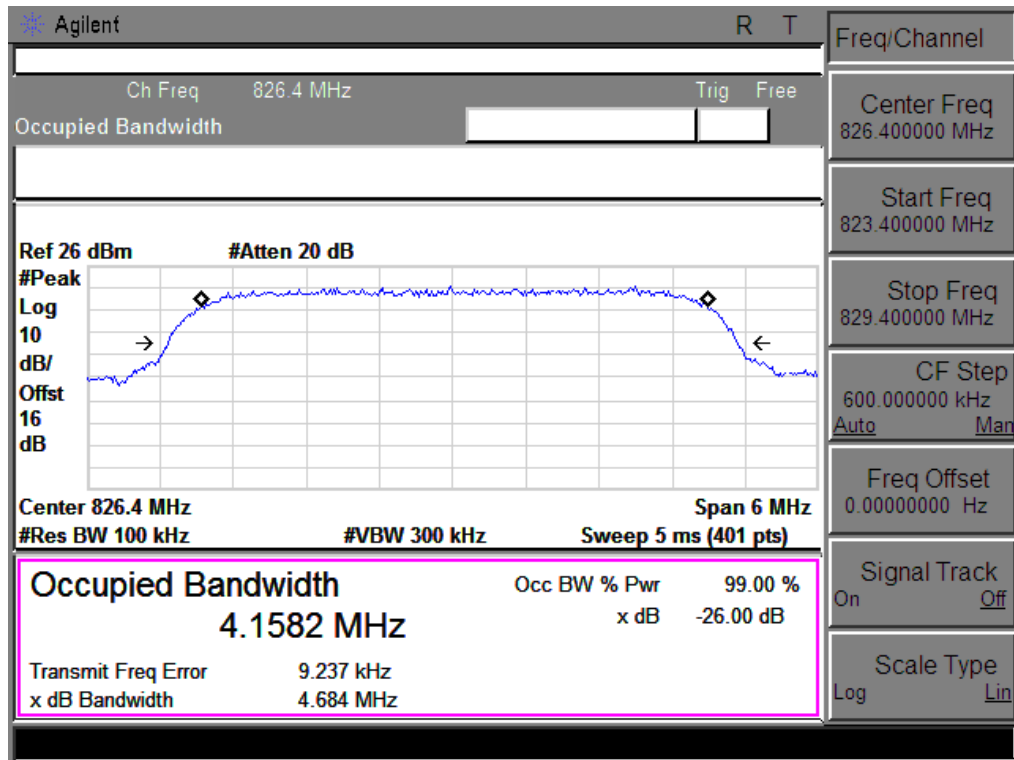 Agilent R T
Ch Freq 826.4 MHz Trig Free
Occupied Bandwidth
Ref 26 dBm #Atten 20 dB
#Peak
Log
10
dB/
Offst
16
dB
Center 826.4 MHz Span 6 MHz
#Res BW 100 kHz #VBW 300 kHz Sweep 5 ms (401 pts)
Occupied Bandwidth Occ BW % Pwr 99.00 %
4.1582 MHz x dB -26.00 dB
Transmit Freq Error 9.237 kHz
x dB Bandwidth 4.684 MHz
Freq/Channel
Center Freq
826.400000 MHz
Start Freq
823.400000 MHz
Stop Freq
829.400000 MHz
CF Step
600.000000 kHz
Auto Man
Freq Offset
0.00000000 Hz
Signal Track
On Off
Scale Type
Log Lin